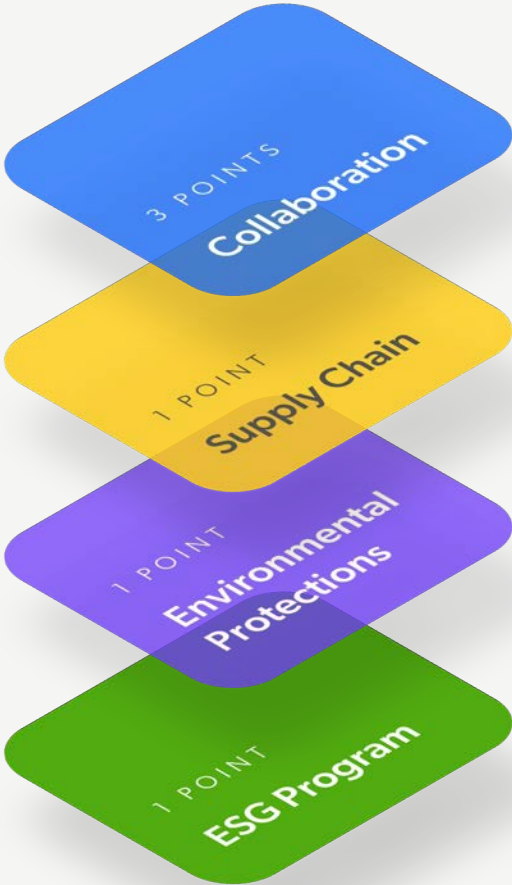 3 POINTS
Collaboration
1 POINT
Supply Chain
1 POINT
Environmental
Protections
1 POINT
ESG Program